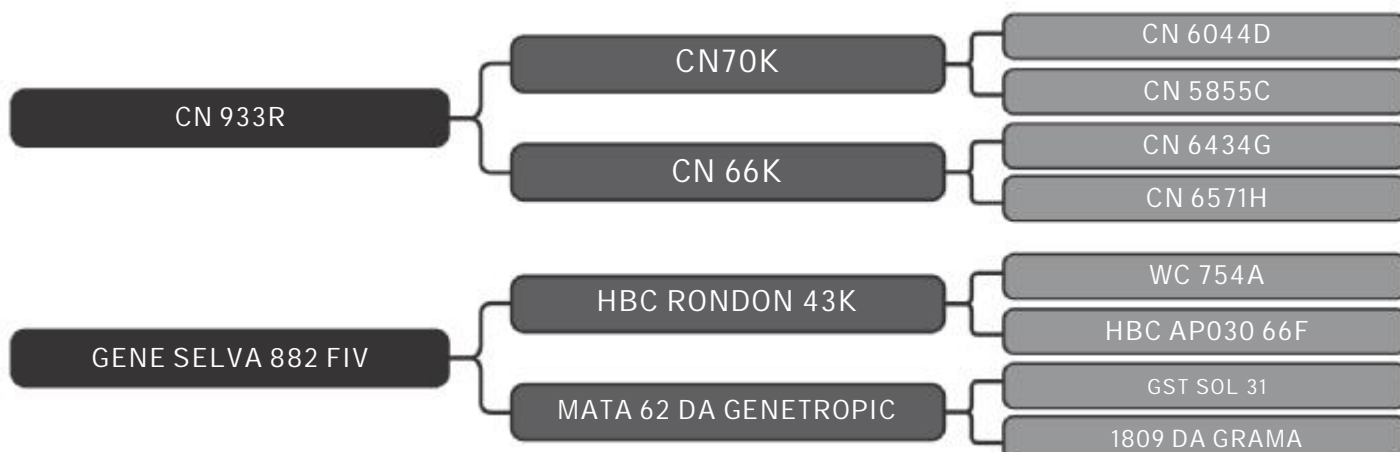 CN 933R
CN70K
CN 6044D
CN 5855C
CN 66K
CN 6434G
CN 6571H
GENE SELVA 882 FIV
HBC RONDON 43K
WC 754A
HBC AP030 66F
MATA 62 DA GENETROPIC
GST SOL 31
1809 DA GRAMA